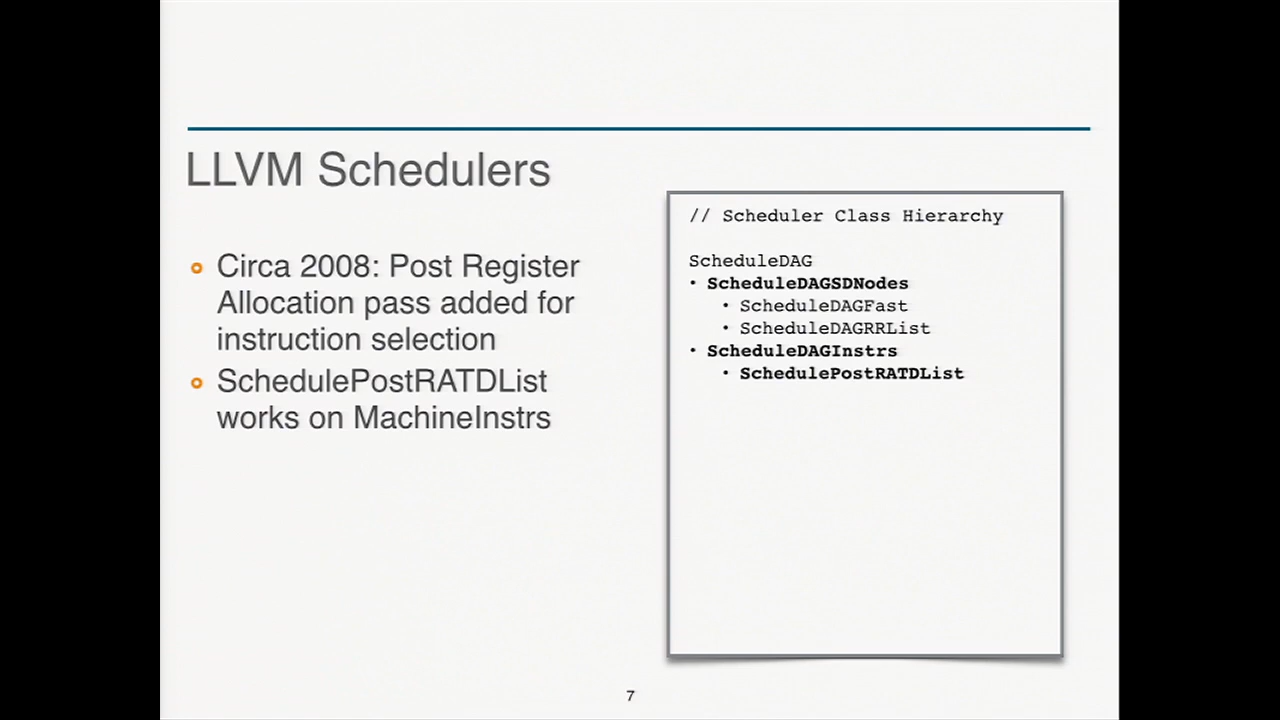 LLVM Schedulers
Circa 2008: Post Register
Allocation pass added for
instruction selection
SchedulePostRATDList
works on MachineInstrs
// Scheduler Class Hierarchy
ScheduleDAG
• ScheduleDAGSDNodes
• ScheduleDAGFast
• ScheduleDAGRRList
• ScheduleDAGInstrs
• SchedulePostRATDList
7